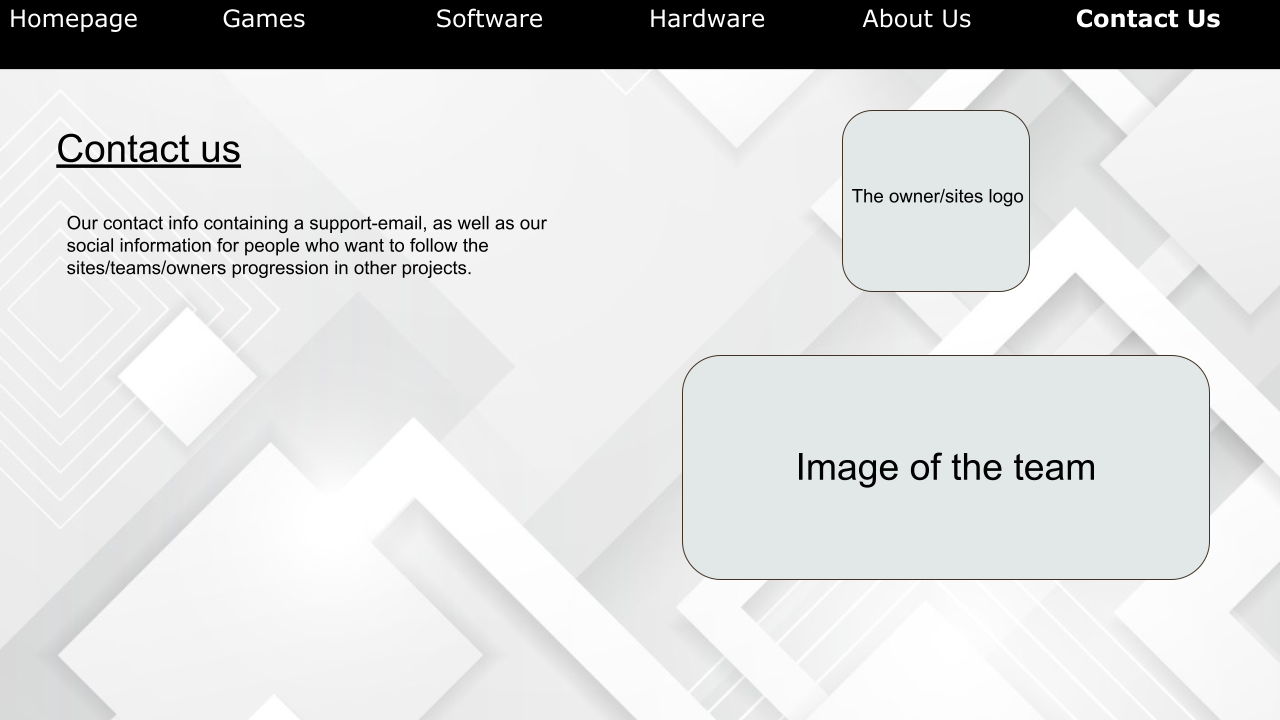 Homepage Games Software Hardware About Us Contact Us
Contact us
Our contact info containing a support-email, as well as our
social information for people who want to follow the
sites/teams/owners progression in other projects.
The owner/sites logo
Image of the team